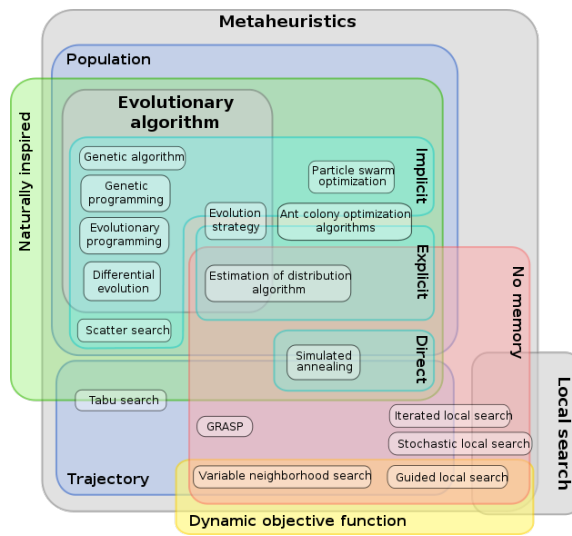 Metaheuristics
Population
Naturally inspired
Evolutionary
algorithm
Implicit
Genetic algorithm
Particle swarm
optimization
Genetic
programming
Evolution
strategy
Ant colony optimization
algorithms
Evolutionary
programming
Explicit
Differential
evolution
Estimation of distribution
algorithm
No memory
Scatter search
Direct
Simulated
annealing
Local search
Tabu search
GRASP
Iterated local search
Stochastic local search
Trajectory
Variable neighborhood search
Guided local search
Dynamic objective function